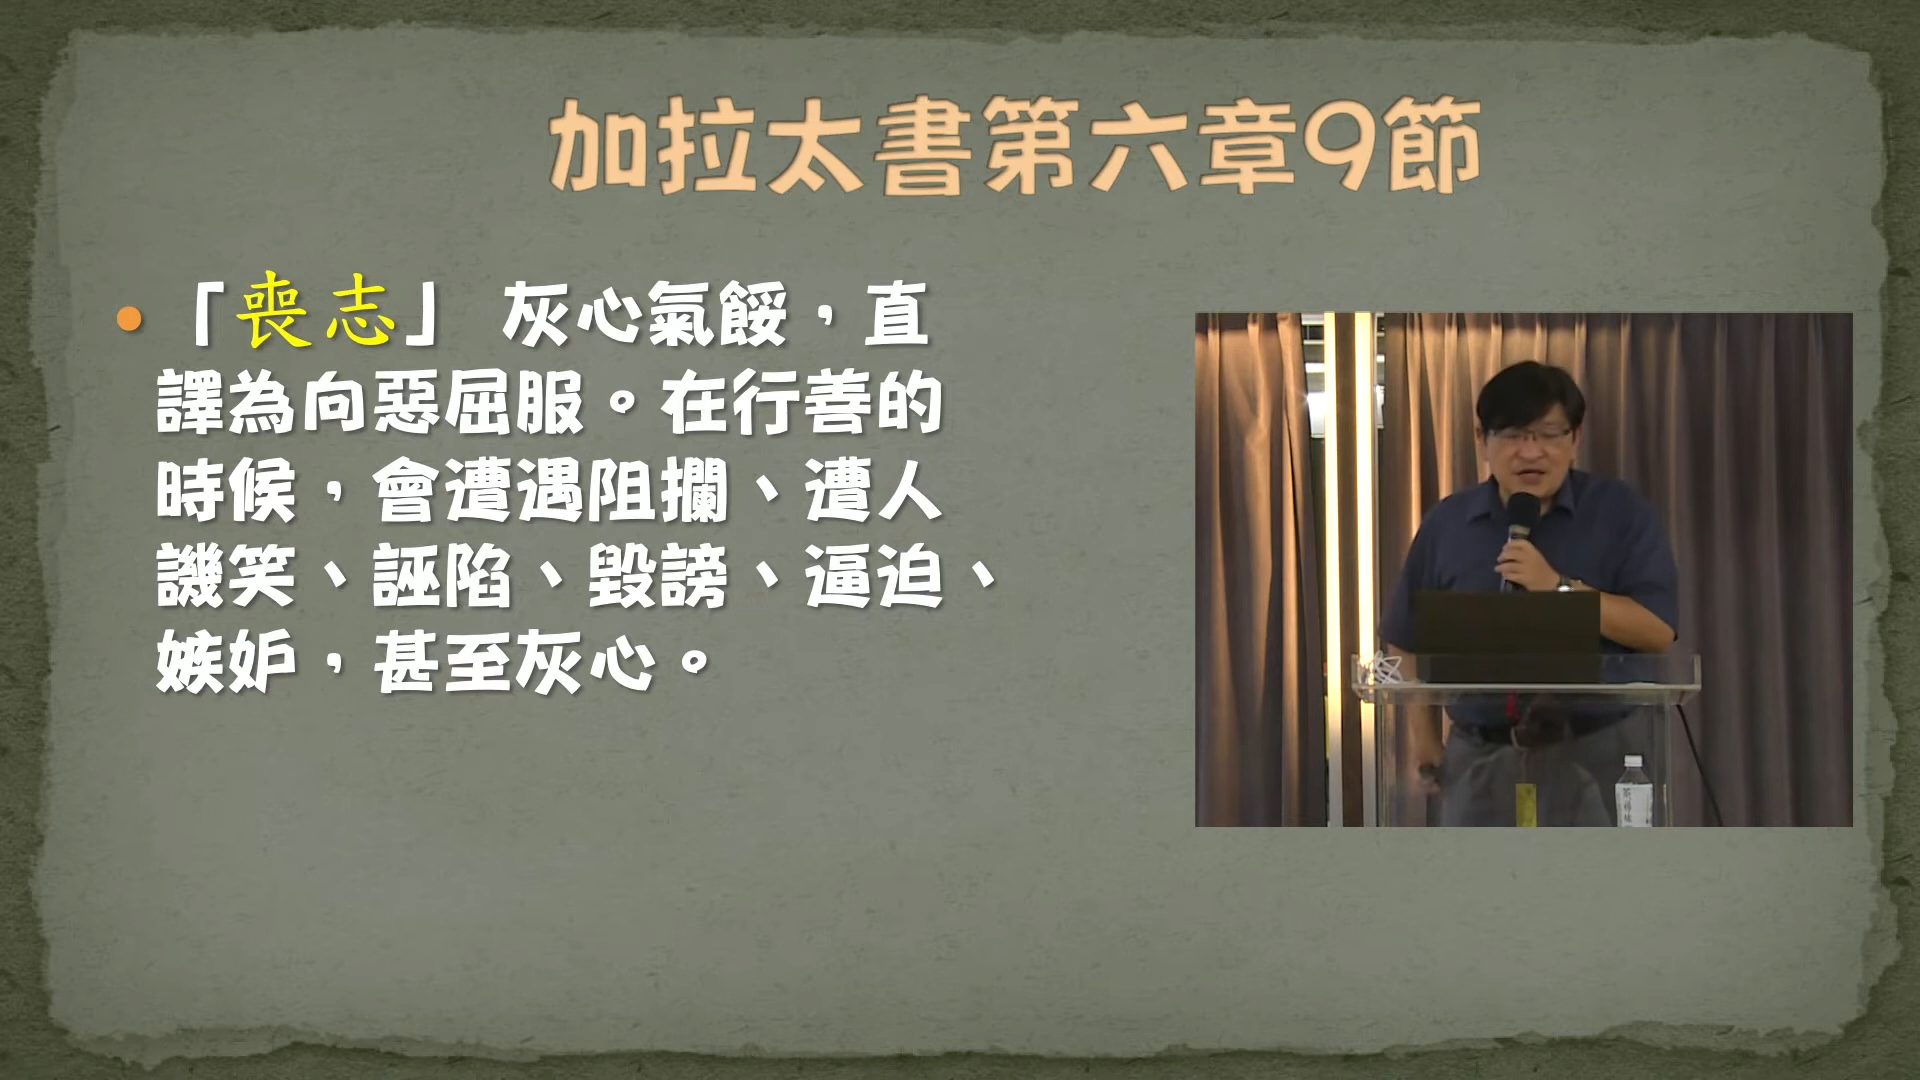 加拉太書第六章9節
「喪志」 灰心氣餒，直
譯為向惡屈服。在行善的
時候，會遭遇阻攔、遭人
譏笑、誣陷、毀謗、逼迫、
嫉妒，甚至灰心。